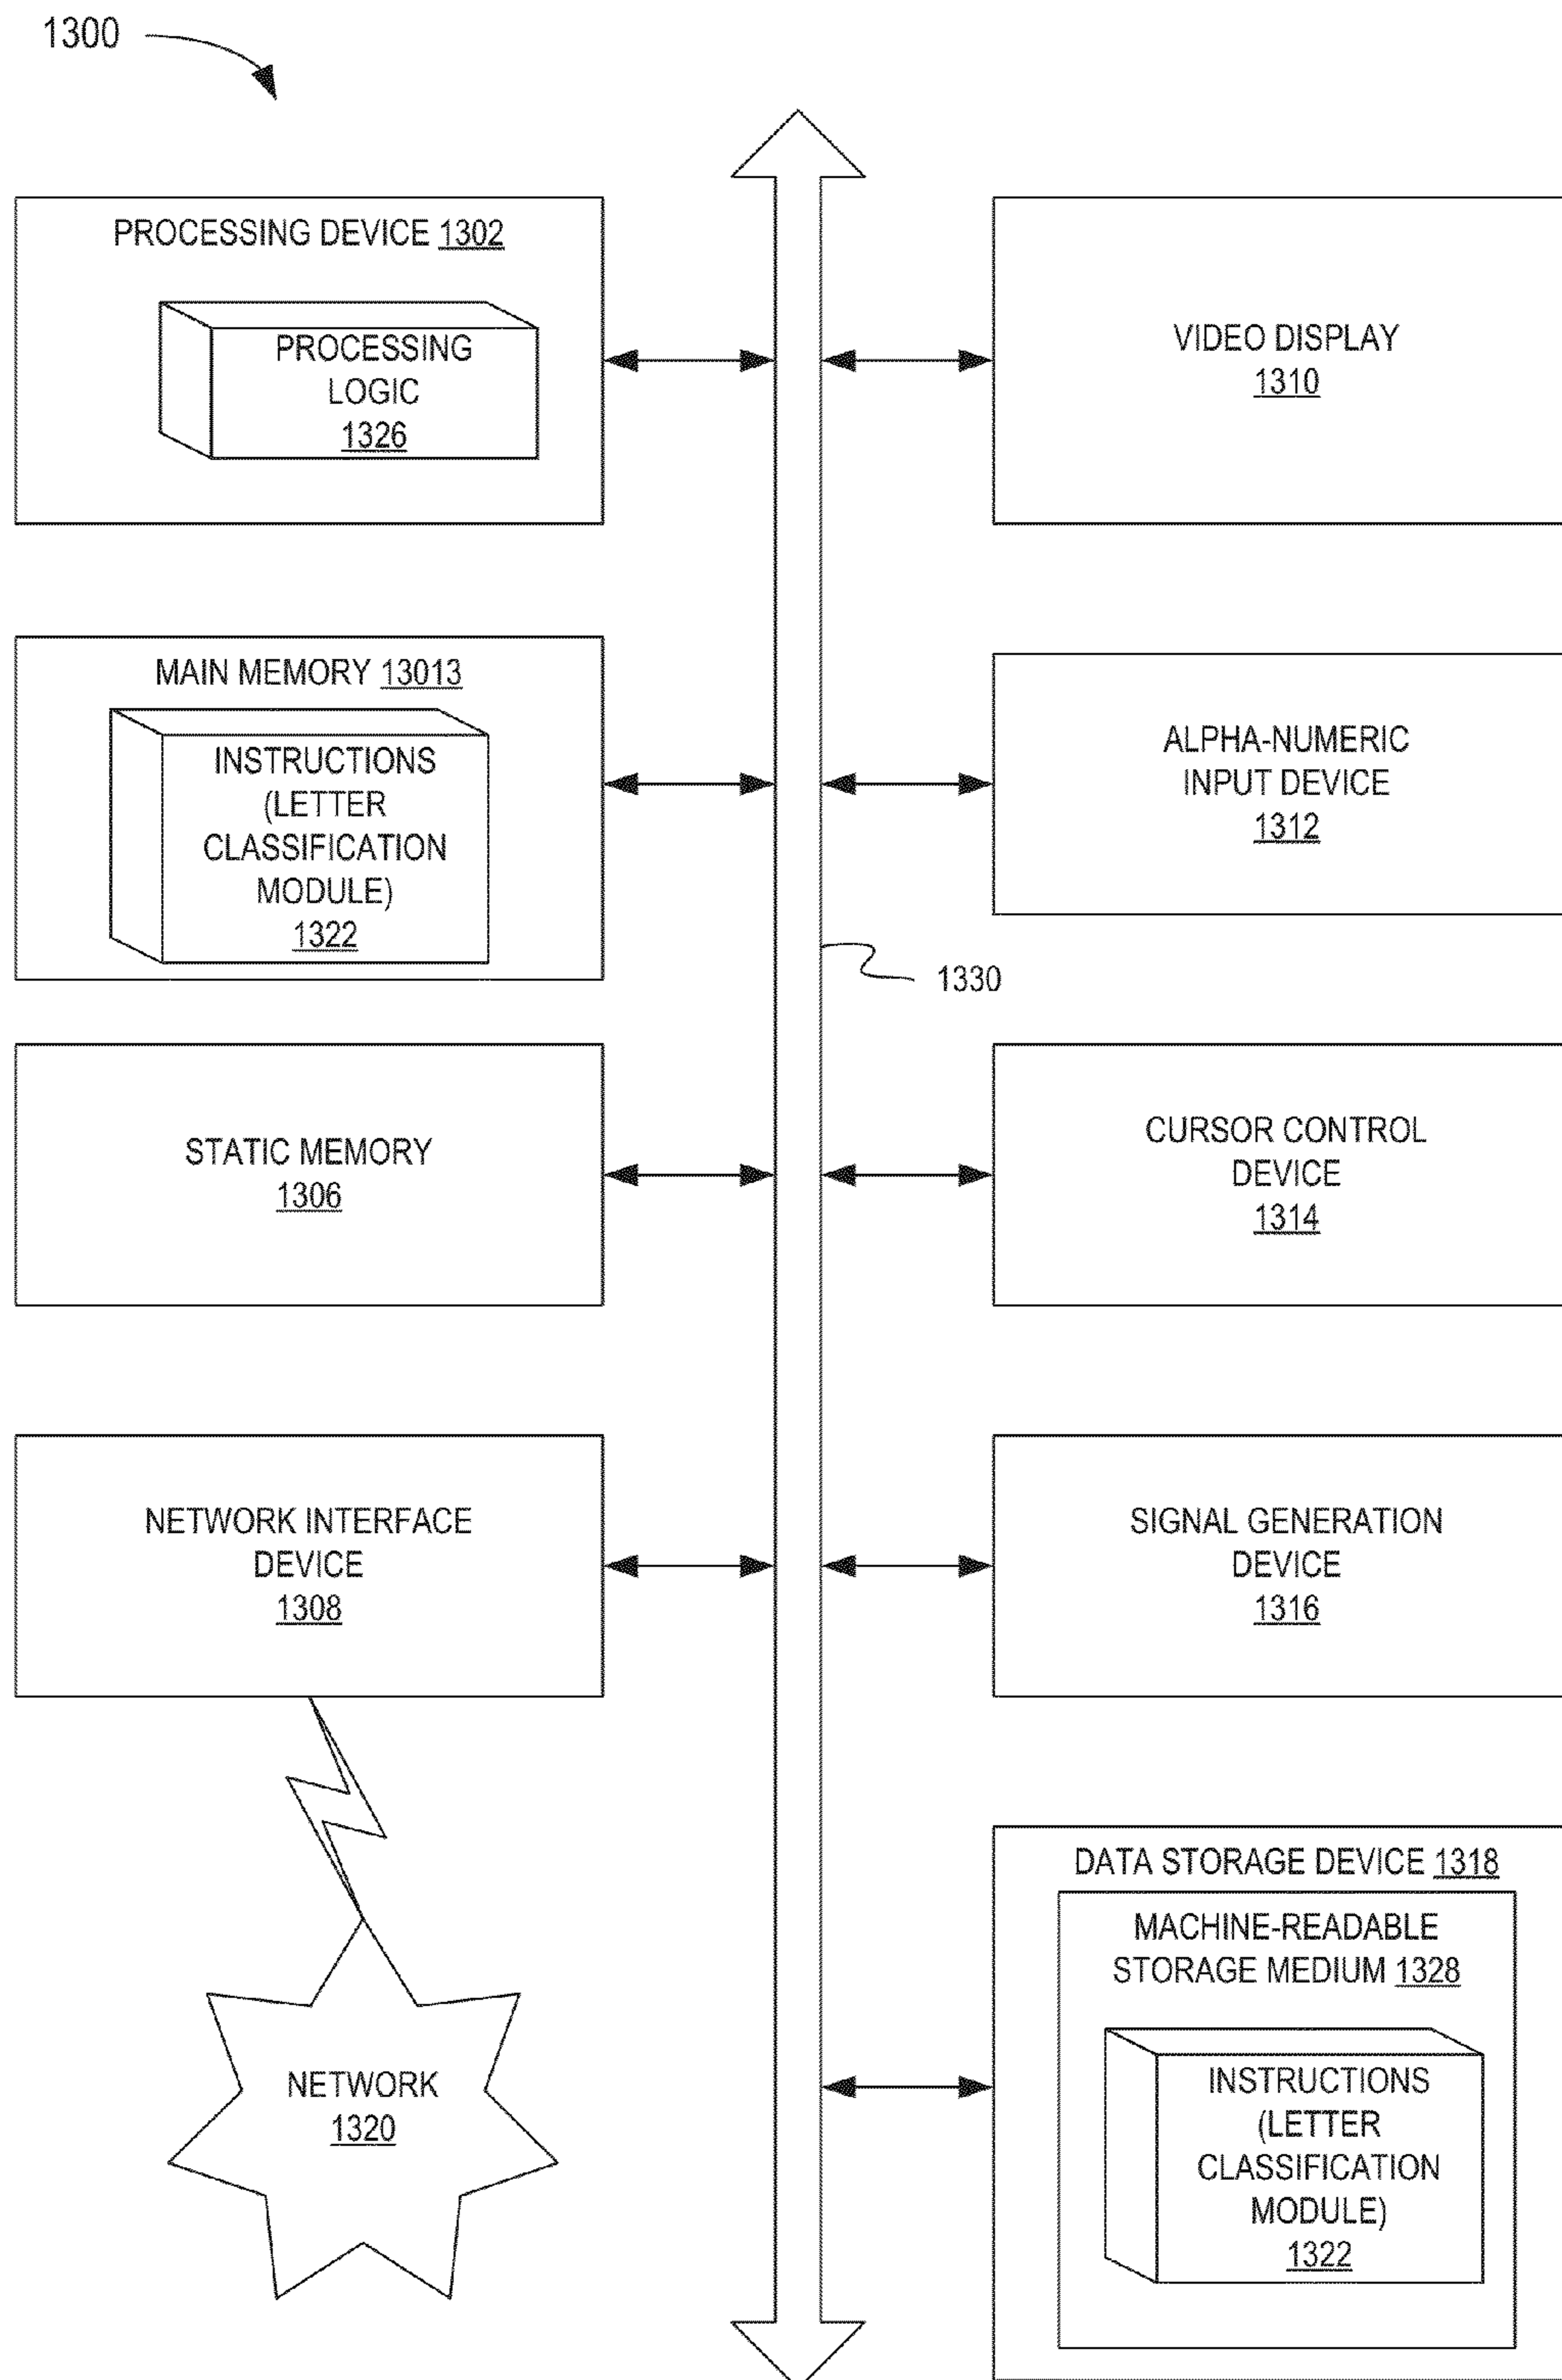 1300
PROCESSING DEVICE 1302
PROCESSING
LOGIC
1326
VIDEO DISPLAY
1310
MAIN MEMORY 13013
INSTRUCTIONS
(LETTER
CLASSIFICATION
MODULE)
1322
ALPHA-NUMERIC
INPUT DEVICE
1312
1330
STATIC MEMORY
1306
CURSOR CONTROL
DEVICE
1314
NETWORK INTERFACE
DEVICE
1308
SIGNAL GENERATION
DEVICE
1316
NETWORK
1320
DATA STORAGE DEVICE 1318
MACHINE-READABLE
STORAGE MEDIUM 1328
INSTRUCTIONS
(LETTER
CLASSIFICATION
MODULE)
1322